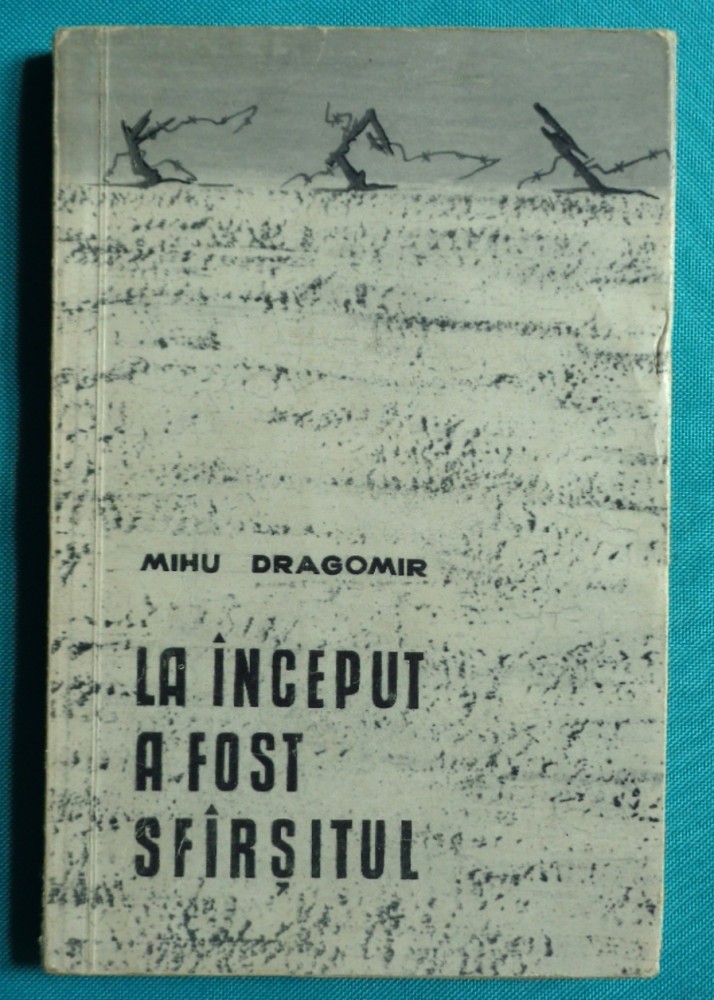 MIHU DRAGOMIR
LA ÎNCEPUT
A FOST
SFÎRȘITUL